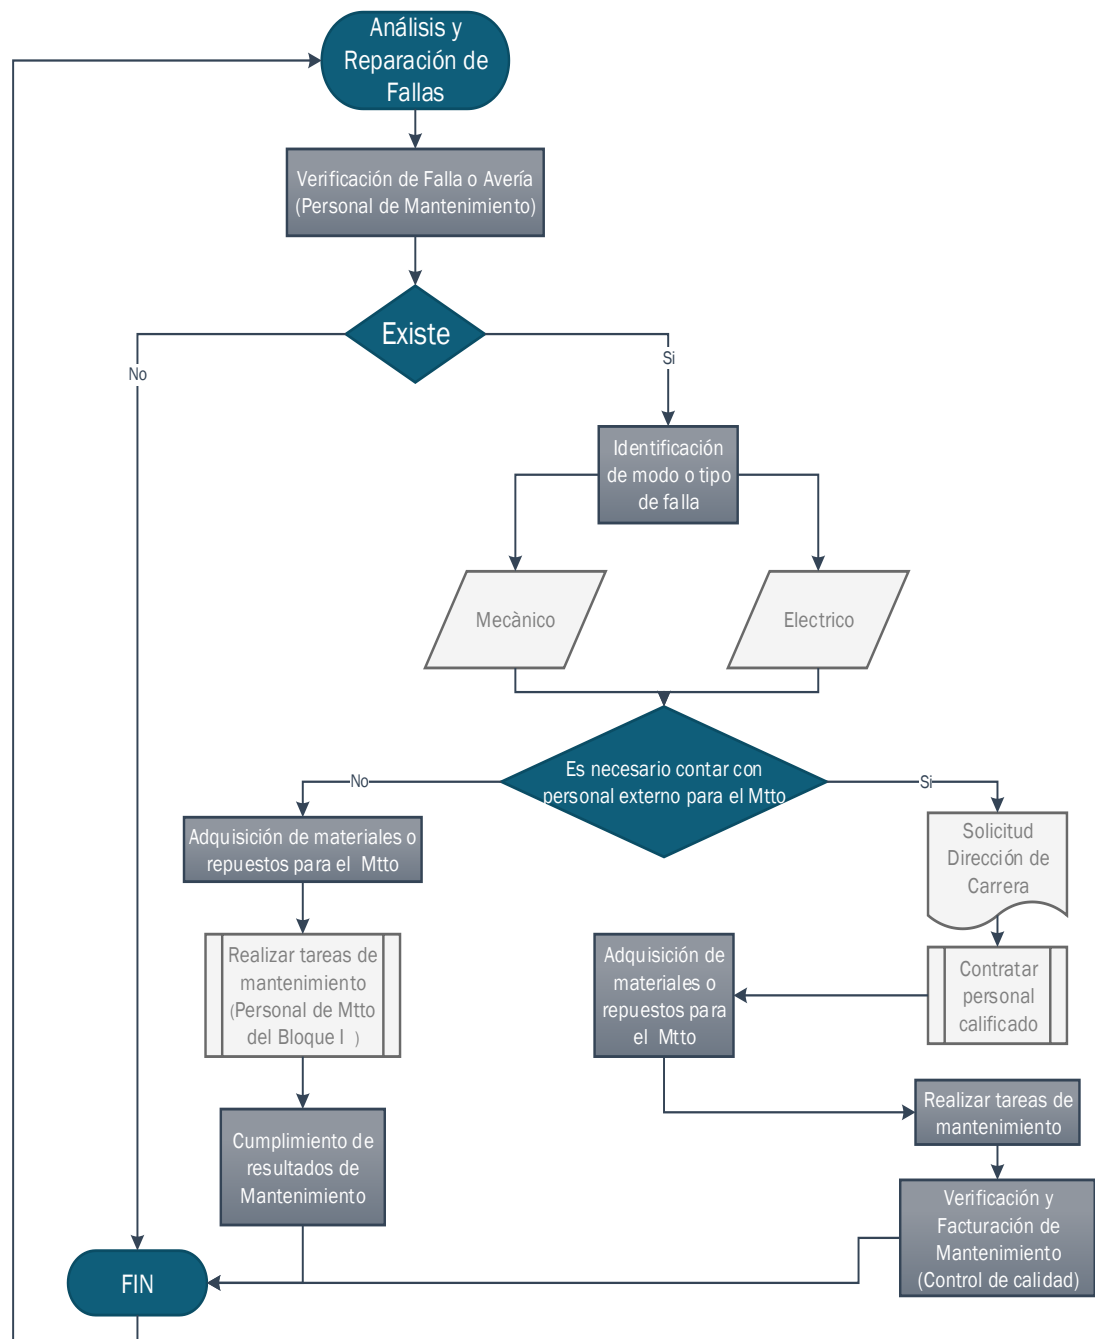 Análisis y
Reparación de
Fallas
Verificación de Falla o Avería
(Personal de Mantenimiento)
Existe
No
Si
Identificación
de modo o tipo
de falla
Mecànico
Electrico
Es necesario contar con
personal externo para el Mtto
No
Si
Adquisición de materiales o
repuestos para el Mtto
Solicitud
Dirección de
Carrera
Realizar tareas de
mantenimiento
(Personal de Mtto
del Bloque I )
Adquisición de
materiales o
repuestos para
el Mtto
Contratar
personal
calificado
Realizar tareas de
mantenimiento
Cumplimiento de
resultados de
Mantenimiento
Verificación y
Facturación de
Mantenimiento
(Control de calidad)
FIN